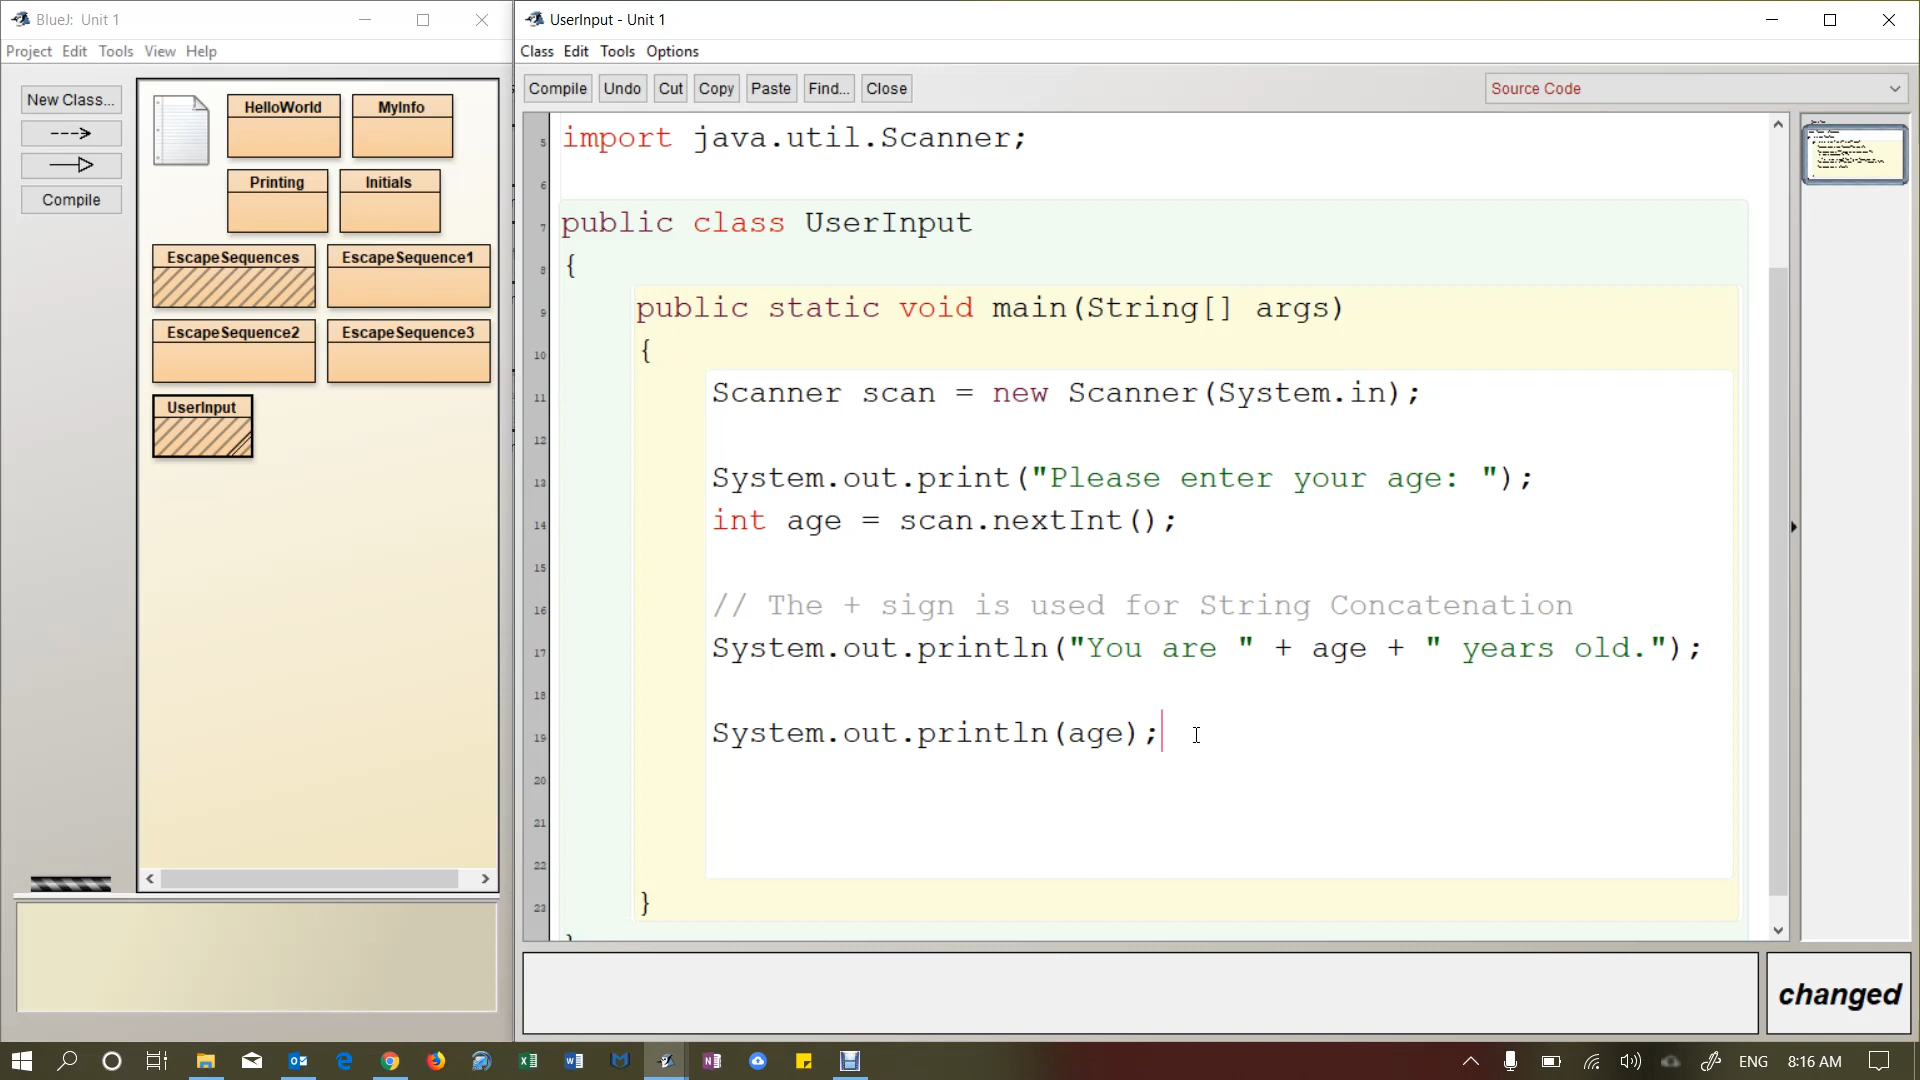 BlueJ: Unit 1
Project Edit Tools View Help
New Class...
Compile
HelloWorld
MyInfo
Printing
Initials
EscapeSequences
EscapeSequence1
EscapeSequence2
EscapeSequence3
UserInput
UserInput - Unit 1
Class Edit Tools Options
Compile Undo Cut Copy Paste Find... Close
Source Code
5 import java.util.Scanner;
6
7 public class UserInput
8 {
9 public static void main(String[] args)
10 {
11 Scanner scan = new Scanner(System.in);
12
13 System.out.print("Please enter your age: ");
14 int age = scan.nextInt();
15
16 // The + sign is used for String Concatenation
17 System.out.println("You are " + age + " years old.");
18
19 System.out.println(age);
20
21
22
23 }
changed
ENG 8:16 AM